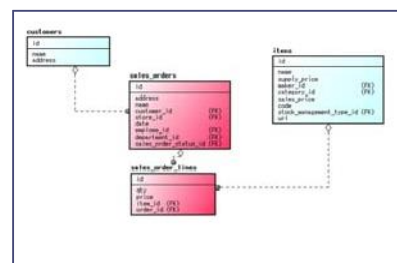 customers
id
name
address
items
id
name
supply_price
maker_id (FK)
category_id (FK)
sales_price
code
stock_management_type_id (FK)
url
sales_orders
id
address
name
customer_id (FK)
store_id (FK)
date
employee_id (FK)
department_id (FK)
sales_order_status_id (FK)
sales_order_lines
id
qty
price
item_id (FK)
order_id (FK)